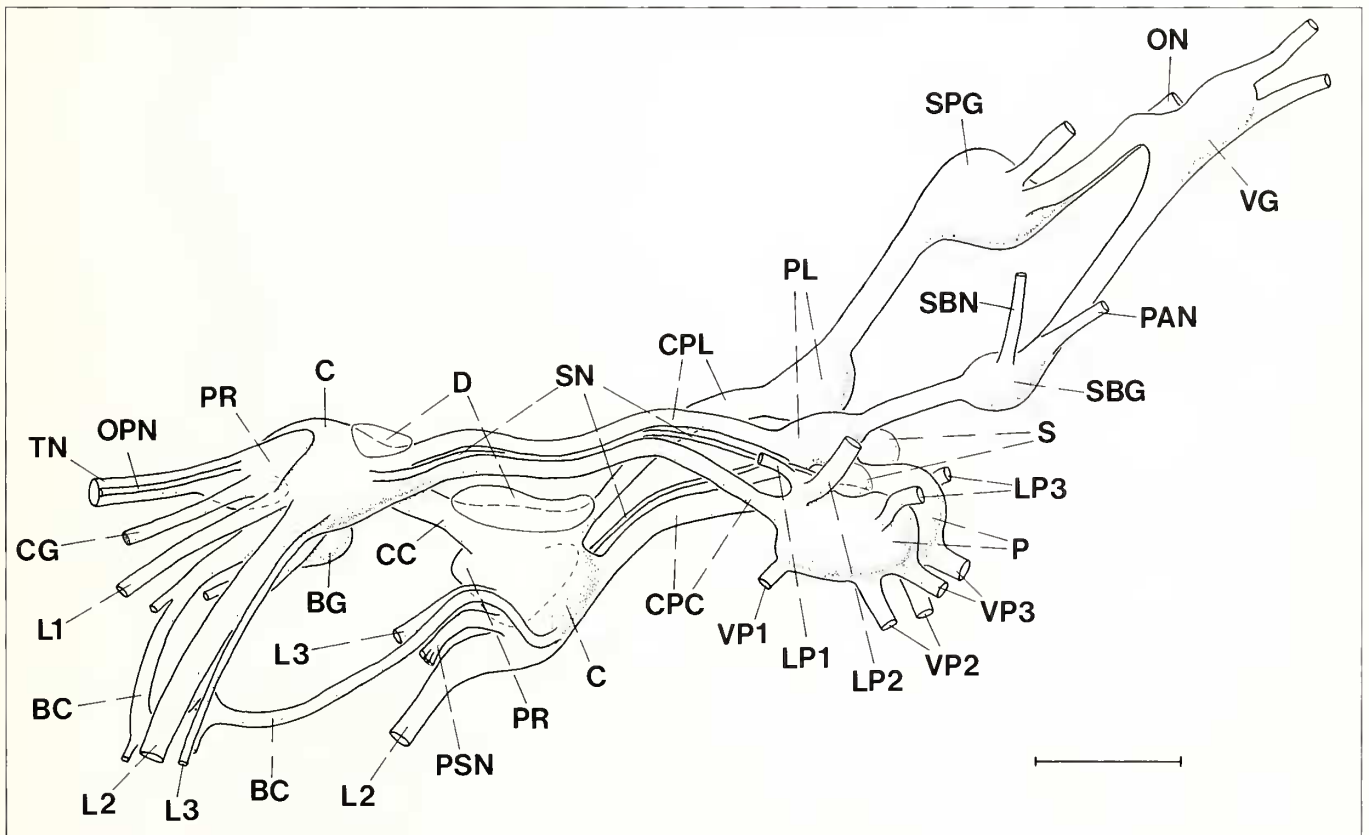 ON
SPG
VG
PL
SBN
PAN
CPL
SBG
C
D
SN
PR
S
OPN
TN
LP3
CG
CC
P
BG
CPC
VP3
L1
VP1
L3
LP1
VP2
C
LP2
BC
PR
PSN
L2
L3
BC
L2